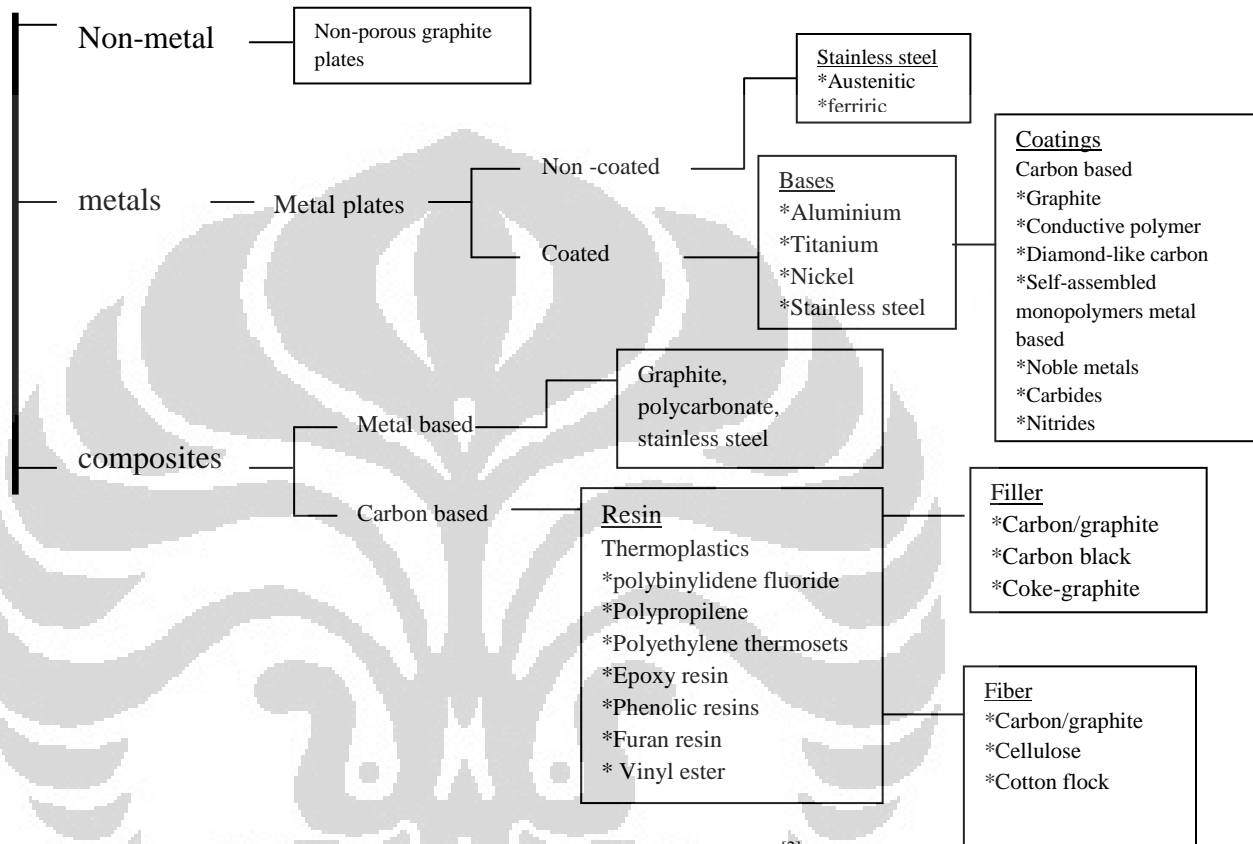 Non-metal
Non-porous graphite
plates
metals
Metal plates
Non -coated
Stainless steel
*Austenitic
*ferriric
Coated
Bases
*Aluminium
*Titanium
*Nickel
*Stainless steel
Coatings
Carbon based
*Graphite
*Conductive polymer
*Diamond-like carbon
*Self-assembled
monopolymers metal
based
*Noble metals
*Carbides
*Nitrides
composites
Metal based
Graphite,
polycarbonate,
stainless steel
Carbon based
Resin
Thermoplastics
*polybinylidene fluoride
*Polypropilene
*Polyethylene thermosets
*Epoxy resin
*Phenolic resins
*Furan resin
* Vinyl ester
Filler
*Carbon/graphite
*Carbon black
*Coke-graphite
Fiber
*Carbon/graphite
*Cellulose
*Cotton flock